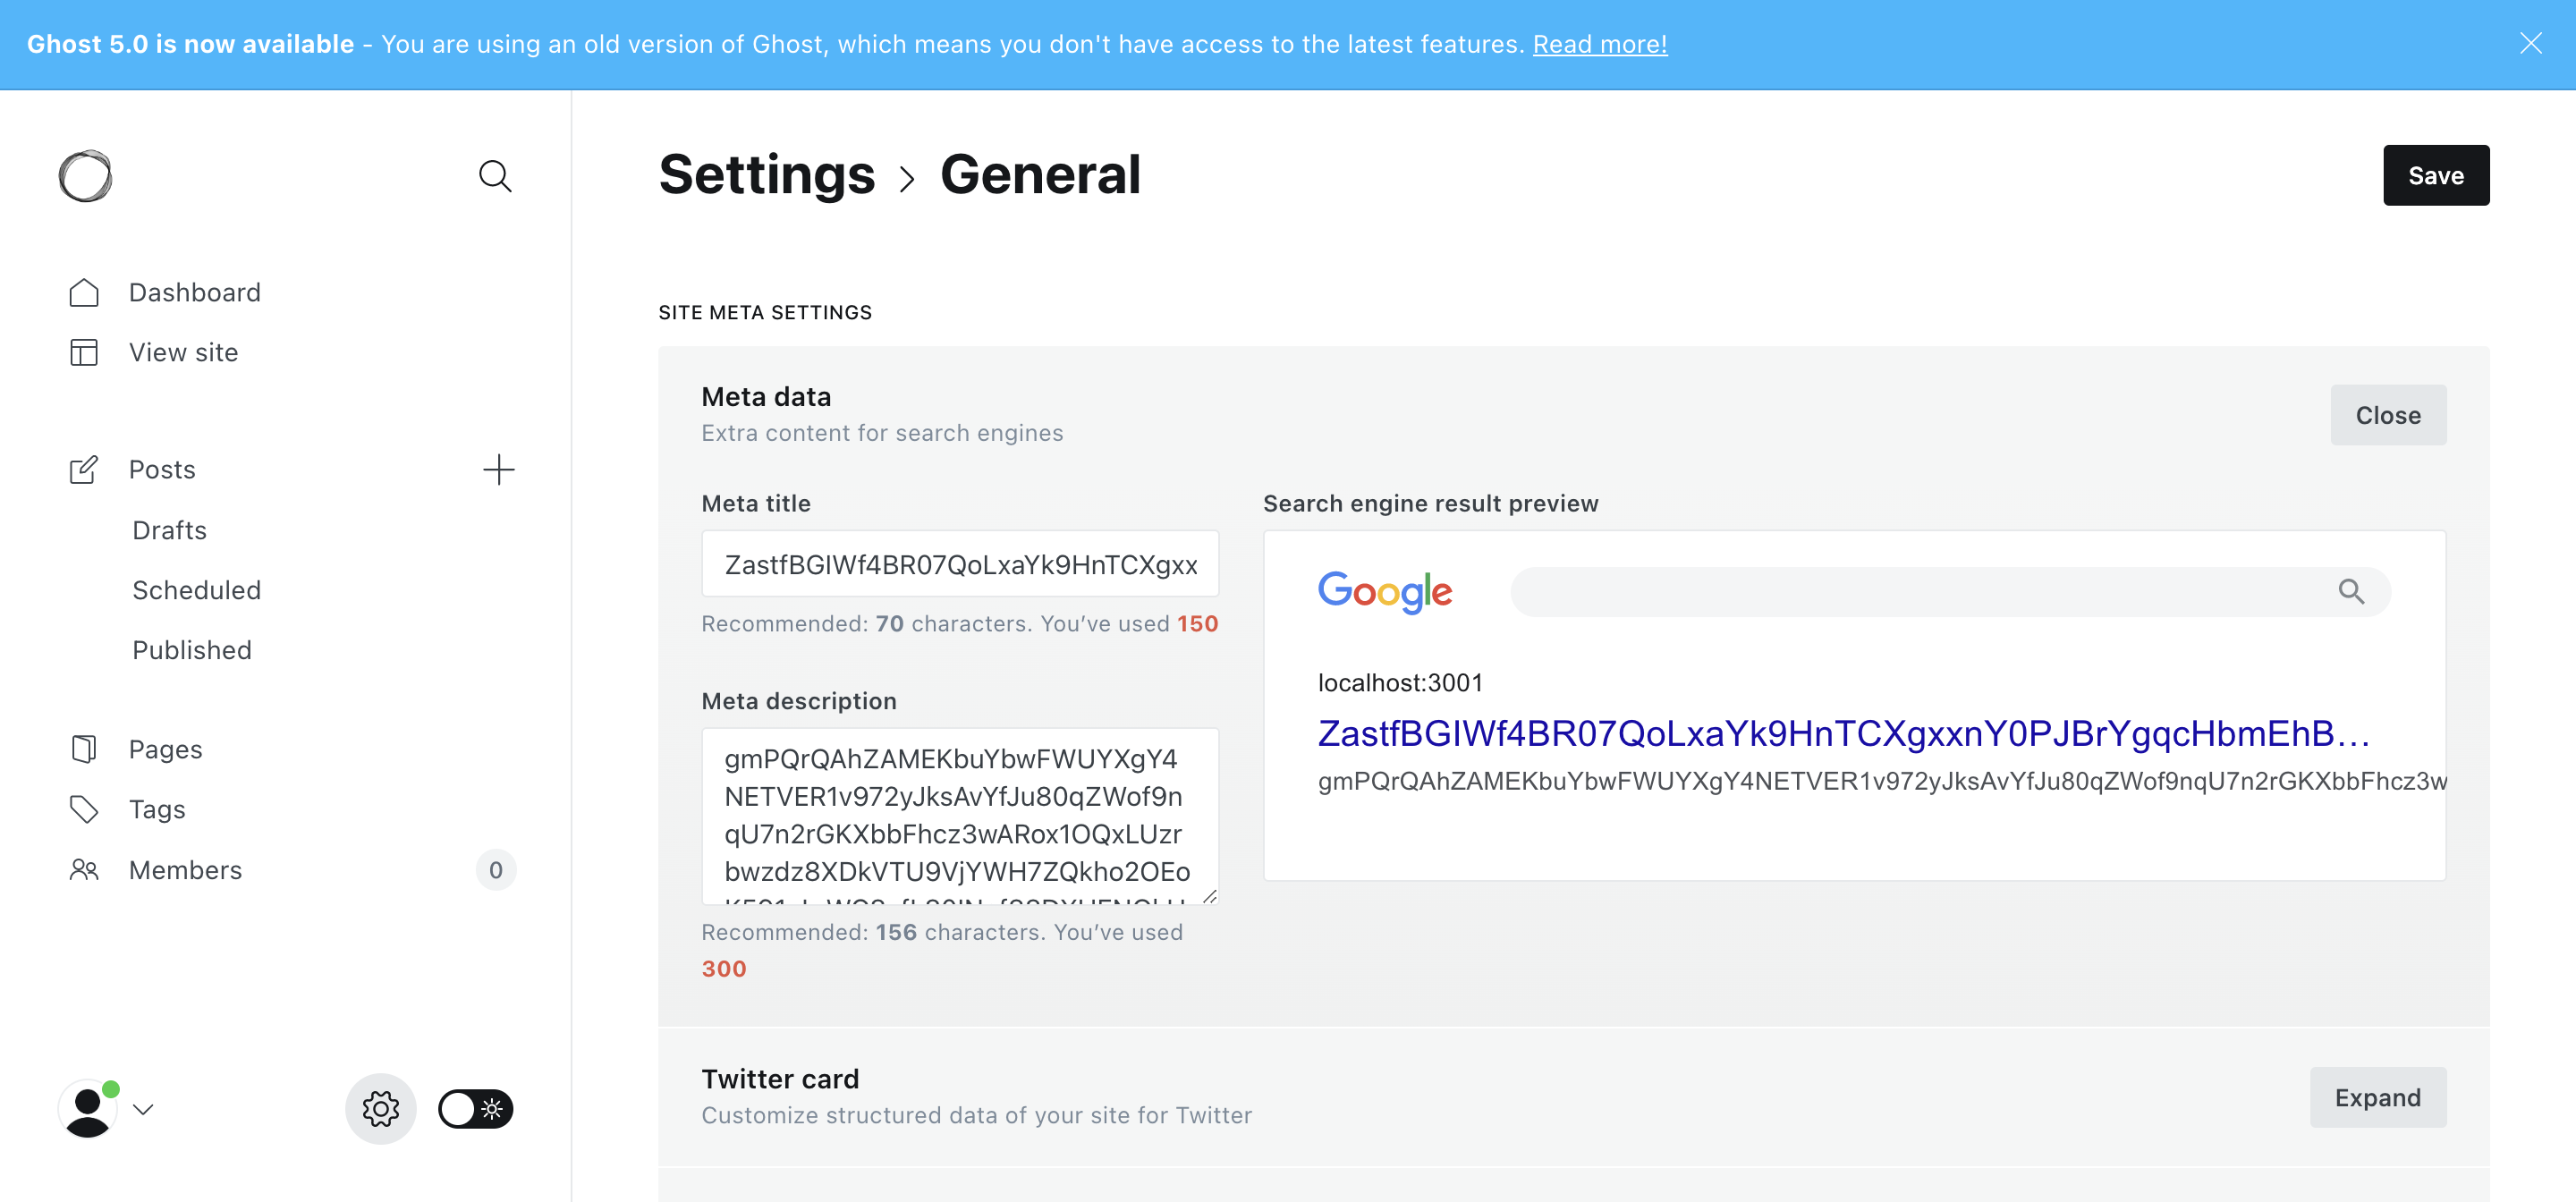 Ghost 5.0 is now available - You are using an old version of Ghost, which means you don't have access to the latest features. Read more!
Settings > General
Save
Dashboard
View site
Posts
Drafts
Scheduled
Published
Pages
Tags
Members
0
SITE META SETTINGS
Meta data
Extra content for search engines
Close
Meta title
ZastfBGIWf4BR07QoLxaYk9HnTCXgxx
Recommended: 70 characters. You’ve used 150
Meta description
gmPQrQAhZAMEKbuYbwFWUYXgY4
NETVER1v972yJksAvYfJu80qZWof9n
qU7n2rGKXbbFhcz3wARox1OQxLUzr
bwzdz8XDkVTU9VjYWH7ZQkho2OEo
Recommended: 156 characters. You’ve used
300
Search engine result preview
Google
localhost:3001
ZastfBGIWf4BR07QoLxaYk9HnTCXgxxnY0PJBrYgqcHbmEhB...
gmPQrQAhZAMEKbuYbwFWUYXgY4NETVER1v972yJksAvYfJu80qZWof9nqU7n2rGKXbbFhcz3w
Twitter card
Customize structured data of your site for Twitter
Expand